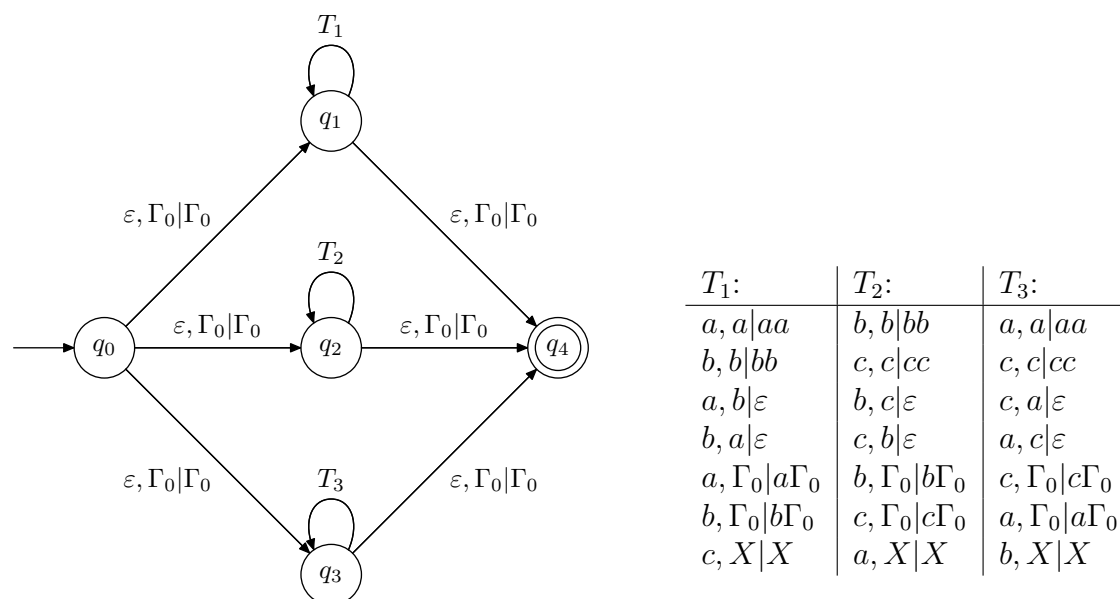 T₁
q₁
ε, Γ₀|Γ₀ ε, Γ₀|Γ₀
T₂
ε, Γ₀|Γ₀ ε, Γ₀|Γ₀
q₀ q₂ q₄
ε, Γ₀|Γ₀ ε, Γ₀|Γ₀
T₃
q₃
T₁: T₂: T₃:
a, a|aa b, b|bb a, a|aa
b, b|bb c, c|cc c, c|cc
a, b|ε b, c|ε c, a|ε
b, a|ε c, b|ε a, c|ε
a, Γ₀|aΓ₀ b, Γ₀|bΓ₀ c, Γ₀|cΓ₀
b, Γ₀|bΓ₀ c, Γ₀|cΓ₀ a, Γ₀|aΓ₀
c, X|X a, X|X b, X|X